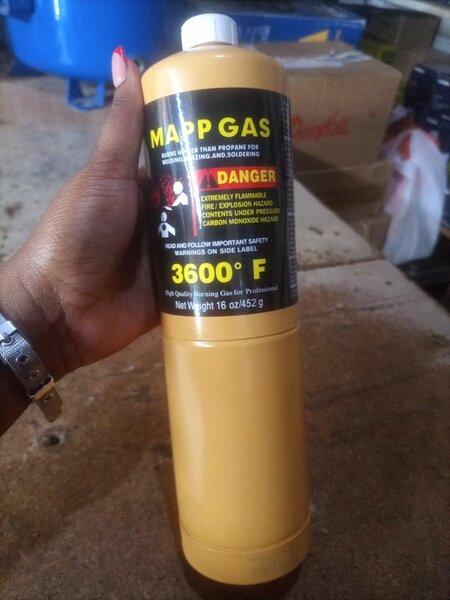 MAPP GAS
BURNS HOTTER THAN PROPANE FOR
WELDING,BRAZING,AND,SOLDERING
DANGER
EXTREMELY FLAMMABLE
FIRE / EXPLOSION HAZARD
CONTENTS UNDER PRESSURE
CARBON MONOXIDE HAZARD
READ AND FOLLOW IMPORTANT SAFETY
WARNINGS ON SIDE LABEL
3600° F
High Quality Burning Gas for Professional
Net Weight 16 oz/452 g